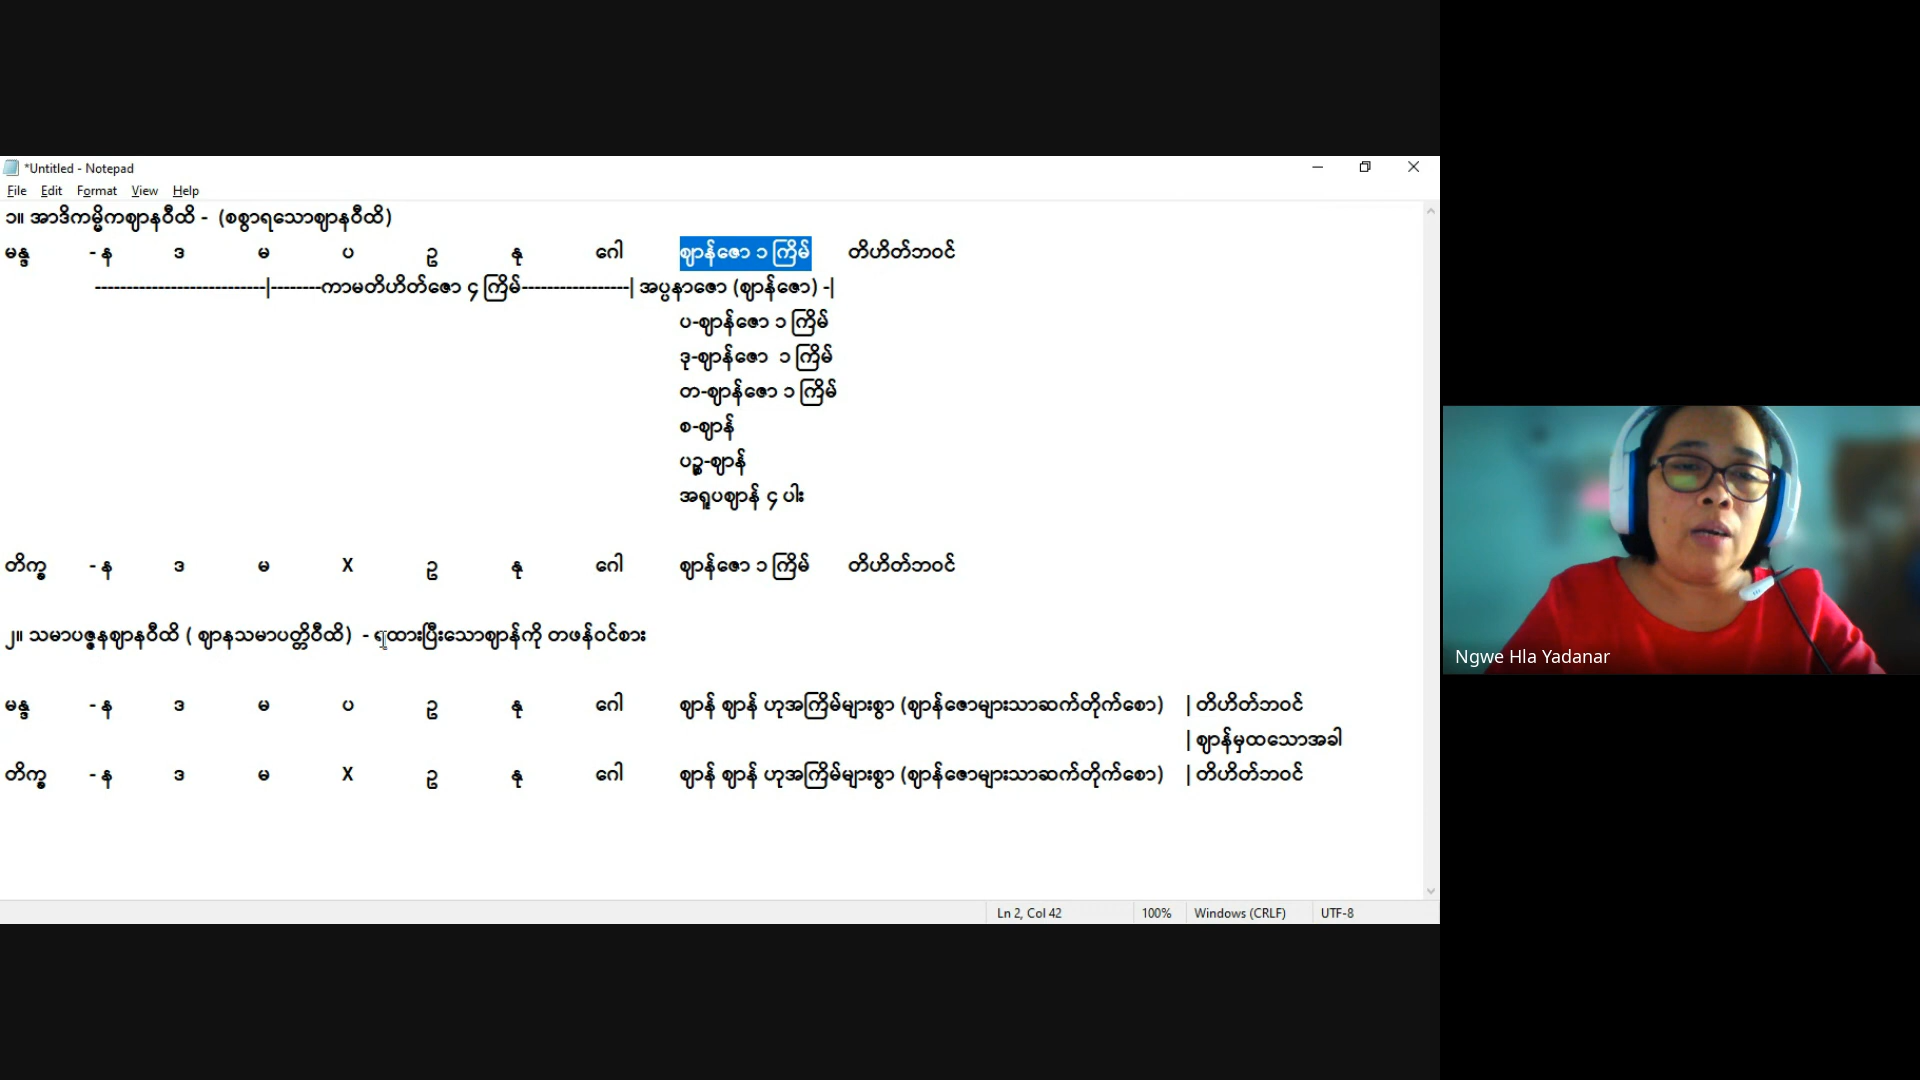 *Untitled - Notepad
File Edit Format View Help
၁။ အာဒိကမ္မိကဈာနဝီထိ - (စစွာရသောဈာနဝီထိ)
မန္ဒ - န ဒ မ ပ ဥ နု ဂေါ ဈာန်ဇော ၁ ကြိမ် တိဟိတ်ဘဝင်
---------------------------|--------ကာမတိဟိတ်ဇော ၄ ကြိမ်-----------------| အပ္ပနာဇော (ဈာန်ဇော) -|
ပ-ဈာန်ဇော ၁ ကြိမ်
ဒု-ဈာန်ဇော ၁ ကြိမ်
တ-ဈာန်ဇော ၁ ကြိမ်
စ-ဈာန်
ပဉ္စ-ဈာန်
အရူပဈာန် ၄ ပါး
တိက္ခ - န ဒ မ X ဥ နု ဂေါ ဈာန်ဇော ၁ ကြိမ် တိဟိတ်ဘဝင်
၂။ သမာပဇ္ဇနဈာနဝီထိ ( ဈာနသမာပတ္တိဝီထိ) - ရထားပြီးသောဈာန်ကို တဖန်ဝင်စား
မန္ဒ - န ဒ မ ပ ဥ နု ဂေါ ဈာန် ဈာန် ဟုအကြိမ်များစွာ (ဈာန်ဇောများသာဆက်တိုက်စော) | တိဟိတ်ဘဝင်
| ဈာန်မှထသောအခါ
တိက္ခ - န ဒ မ X ဥ နု ဂေါ ဈာန် ဈာန် ဟုအကြိမ်များစွာ (ဈာန်ဇောများသာဆက်တိုက်စော) | တိဟိတ်ဘဝင်
Ln 2, Col 42 100% Windows (CRLF) UTF-8
Ngwe Hla Yadanar